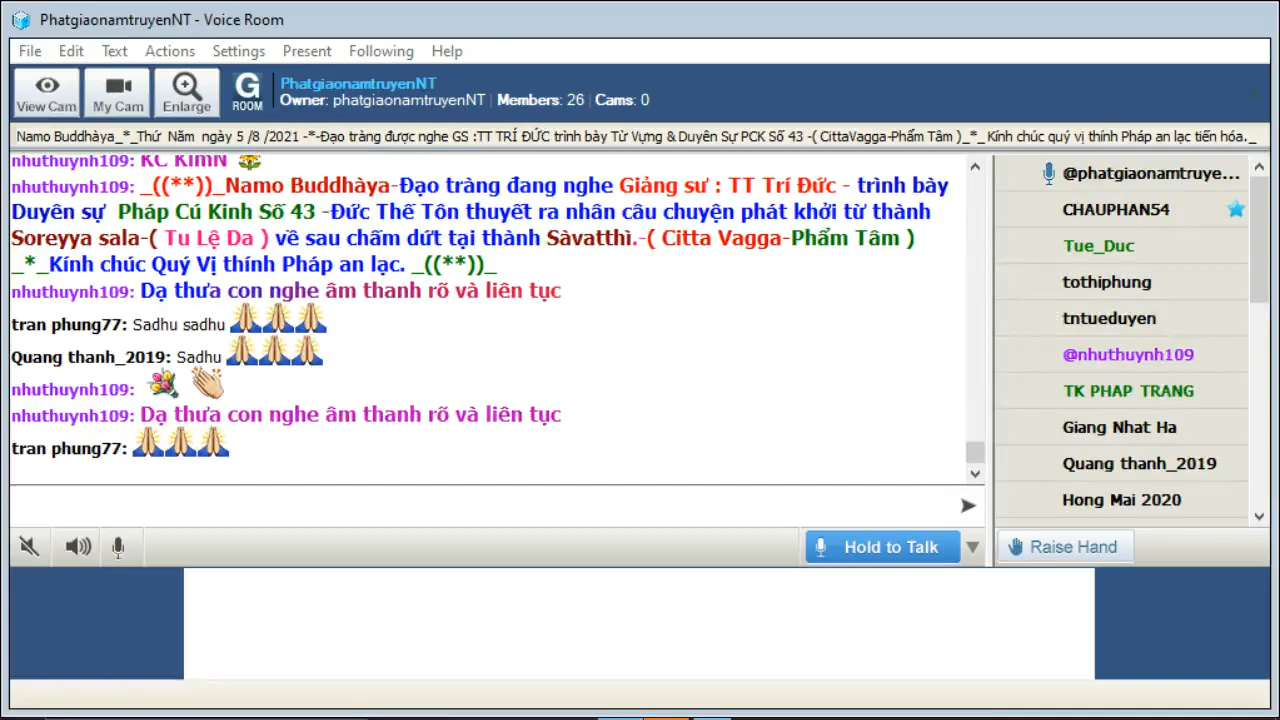 PhatgiaonamtruyenNT - Voice Room
File Edit Text Actions Settings Present Following Help
View Cam My Cam Enlarge G ROOM
PhatgiaonamtruyenNT
Owner: phatgiaonamtruyenNT | Members: 26 | Cams: 0
Namo Buddhàya_*_Thứ Năm ngày 5 /8 /2021 -*-Đạo tràng được nghe GS :TT TRÍ ĐỨC trình bày Từ Vựng & Duyên Sự PCK Số 43 -( CittaVagga-Phẩm Tâm )_*_ Kính chúc quý vị thính Pháp an lạc tiến hóa._
nhuthuynh109: KC KimN
nhuthuynh109: _((**))_Namo Buddhàya-Đạo tràng đang nghe Giảng sư : TT Trí Đức - trình bày
Duyên sự Pháp Cú Kinh Số 43 -Đức Thế Tôn thuyết ra nhân câu chuyện phát khởi từ thành
Soreyya sala-( Tu Lệ Da ) về sau chấm dứt tại thành Sàvatthì.-( Citta Vagga-Phẩm Tâm )
_*_Kính chúc Quý Vị thính Pháp an lạc. _((**))_
nhuthuynh109: Dạ thưa con nghe âm thanh rõ và liên tục
tran phung77: Sadhu sadhu
Quang thanh_2019: Sadhu
nhuthuynh109:
nhuthuynh109: Dạ thưa con nghe âm thanh rõ và liên tục
tran phung77:
@phatgiaonamtruye...
CHAUPHAN54
Tue_Duc
tothiphung
tntueduyen
@nhuthuynh109
TK PHAP TRANG
Giang Nhat Ha
Quang thanh_2019
Hong Mai 2020
Hold to Talk
Raise Hand